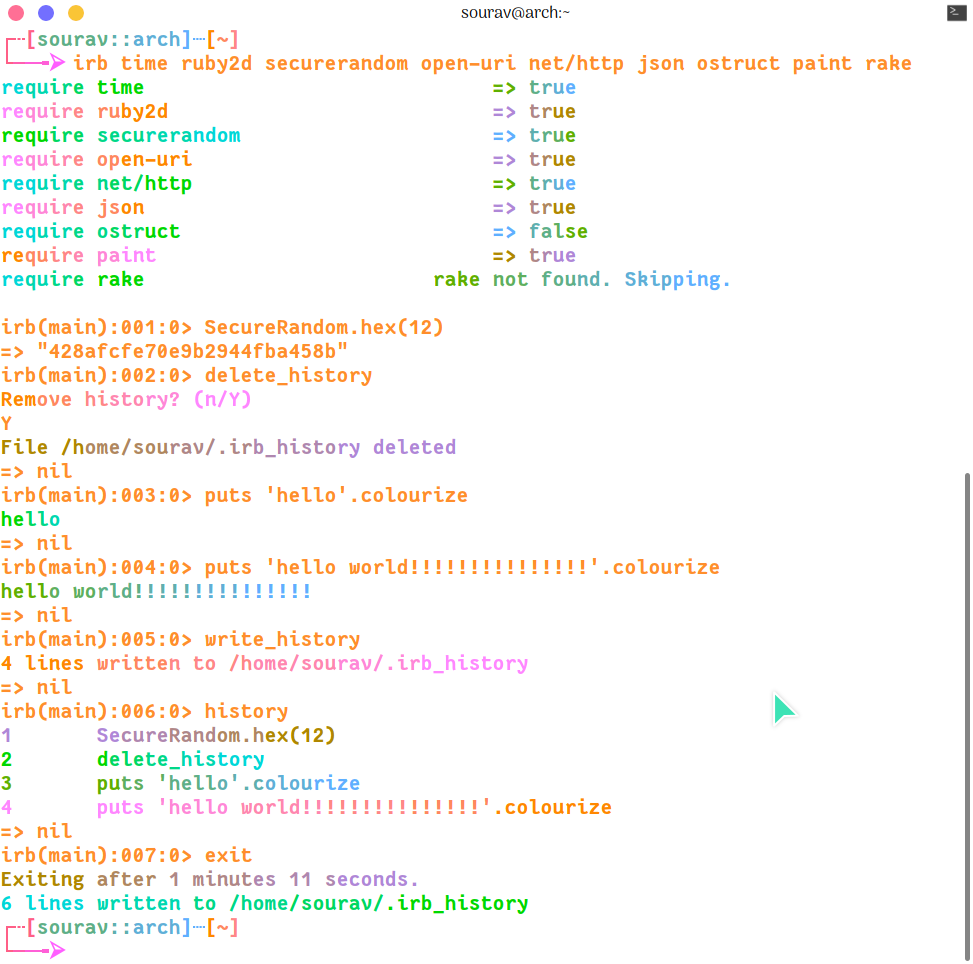 sourav@arch:~
[sourav::arch]-[~]
irb time ruby2d securerandom open-uri net/http json ostruct paint rake
require time => true
require ruby2d => true
require securerandom => true
require open-uri => true
require net/http => true
require json => true
require ostruct => false
require paint => true
require rake rake not found. Skipping.
irb(main):001:0> SecureRandom.hex(12)
=> "428afcfe70e9b2944fba458b"
irb(main):002:0> delete_history
Remove history? (n/Y)
Y
File /home/sourav/.irb_history deleted
=> nil
irb(main):003:0> puts 'hello'.colourize
hello
=> nil
irb(main):004:0> puts 'hello world!!!!!!!!!!!!!!!'.colourize
hello world!!!!!!!!!!!!!!!
=> nil
irb(main):005:0> write_history
4 lines written to /home/sourav/.irb_history
=> nil
irb(main):006:0> history
1 SecureRandom.hex(12)
2 delete_history
3 puts 'hello'.colourize
4 puts 'hello world!!!!!!!!!!!!!!!'.colourize
=> nil
irb(main):007:0> exit
Exiting after 1 minutes 11 seconds.
6 lines written to /home/sourav/.irb_history
[sourav::arch]-[~]